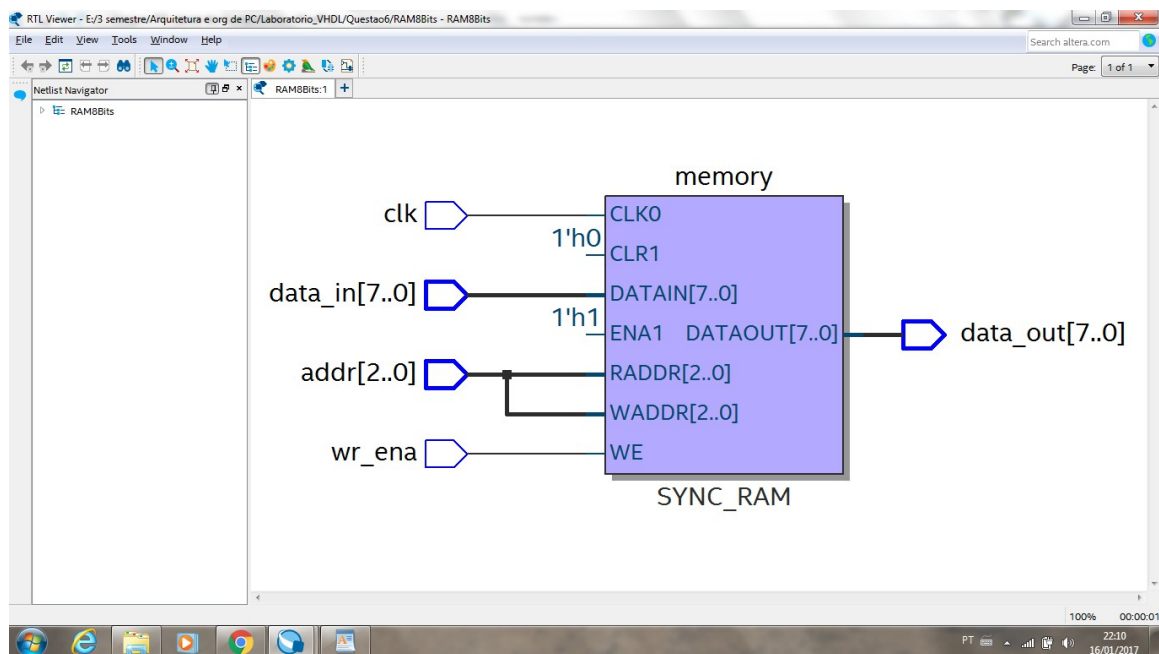 RTL Viewer - E:/3 semestre/Arquitetura e org de PC/Laboratorio_VHDL/Questao6/RAM8Bits - RAM8Bits
File Edit View Tools Window Help
Search altera.com
Page: 1 of 1
Netlist Navigator
RAM8Bits:1
RAM8Bits
memory
clk
CLK0
1'h0
CLR1
data_in[7..0]
DATAIN[7..0]
1'h1
ENA1 DATAOUT[7..0]
data_out[7..0]
addr[2..0]
RADDR[2..0]
WADDR[2..0]
wr_ena
WE
SYNC_RAM
100% 00:00:01
PT
22:10
16/01/2017